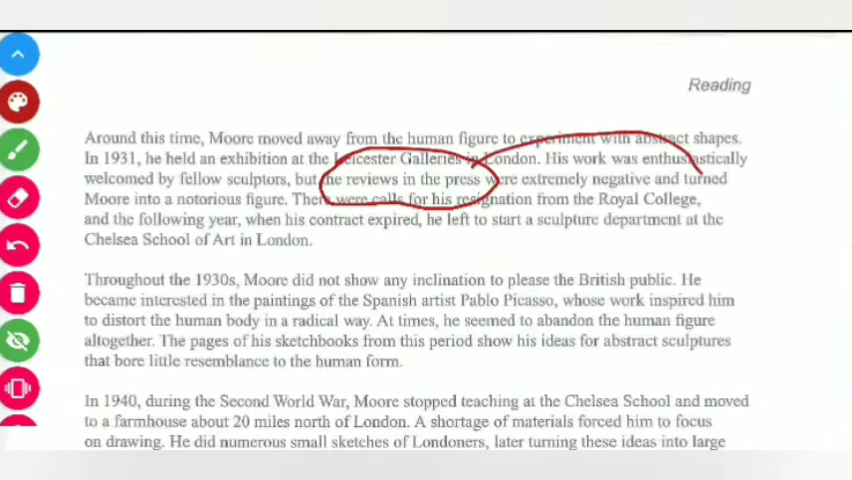 Reading
Around this time, Moore moved away from the human figure to experiment with abstract shapes.
In 1931, he held an exhibition at the Leicester Galleries in London. His work was enthusiastically
welcomed by fellow sculptors, but the reviews in the press were extremely negative and turned
Moore into a notorious figure. There were calls for his resignation from the Royal College,
and the following year, when his contract expired, he left to start a sculpture department at the
Chelsea School of Art in London.
Throughout the 1930s, Moore did not show any inclination to please the British public. He
became interested in the paintings of the Spanish artist Pablo Picasso, whose work inspired him
to distort the human body in a radical way. At times, he seemed to abandon the human figure
altogether. The pages of his sketchbooks from this period show his ideas for abstract sculptures
that bore little resemblance to the human form.
In 1940, during the Second World War, Moore stopped teaching at the Chelsea School and moved
to a farmhouse about 20 miles north of London. A shortage of materials forced him to focus
on drawing. He did numerous small sketches of Londoners, later turning these ideas into large